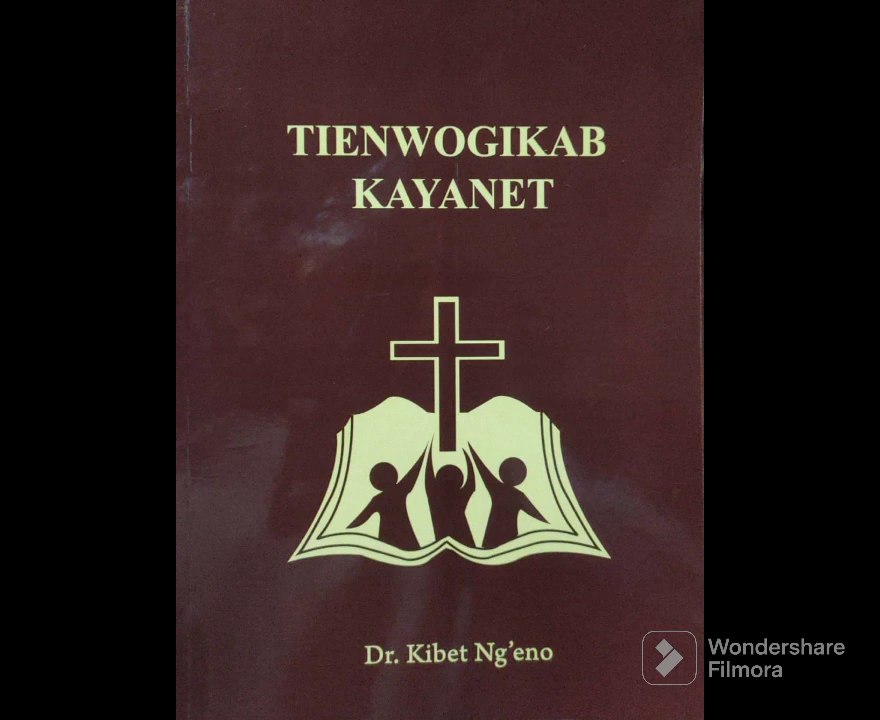 TIENWOGIKAB
KAYANET
Dr. Kibet Ng’eno
Wondershare
Filmora